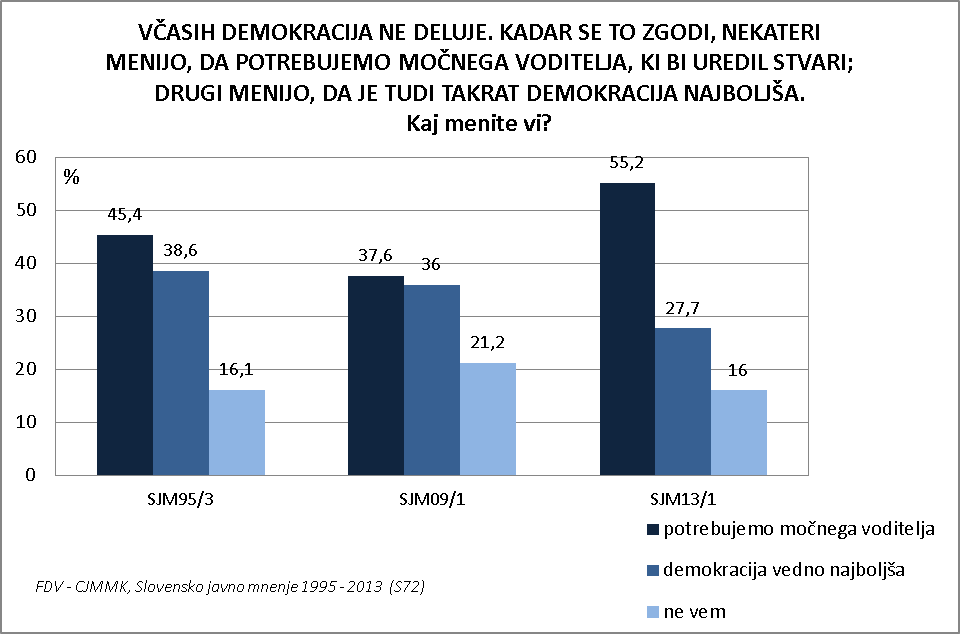 VČASIH DEMOKRACIJA NE DELUJE. KADAR SE TO ZGODI, NEKATERI
MENIJO, DA POTREBUJEMO MOČNEGA VODITELJA, KI BI UREDIL STVARI;
DRUGI MENIJO, DA JE TUDI TAKRAT DEMOKRACIJA NAJBOLJŠA.
Kaj menite vi?
%
60
50
40
30
20
10
0
45,4
38,6
16,1
37,6
36
21,2
55,2
27,7
16
SJM95/3
SJM09/1
SJM13/1
potrebujemo močnega voditelja
demokracija vedno najboljša
ne vem
FDV - CJMMK, Slovensko javno mnenje 1995 - 2013 (S72)